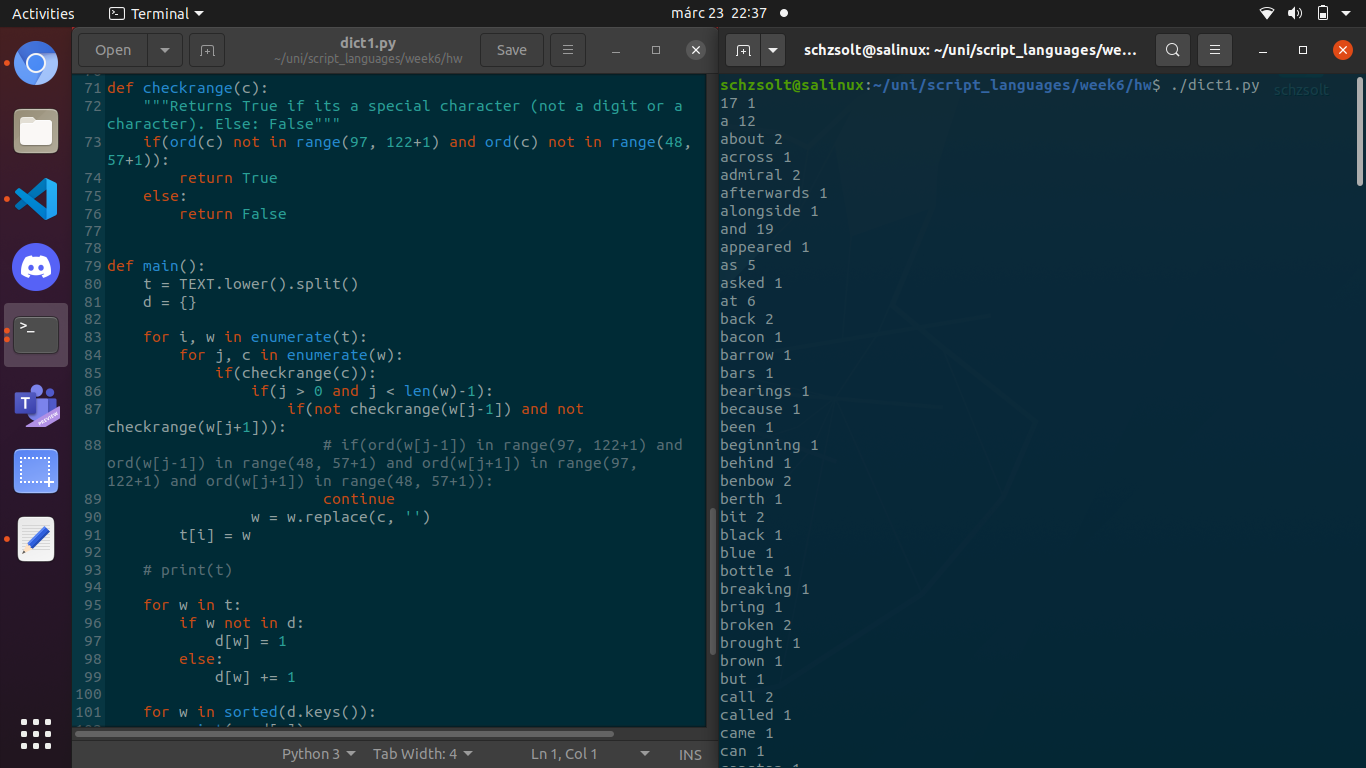 Activities Terminal márc 23 22:37
Open dict1.py Save
~/uni/script_languages/week6/hw
71 def checkrange(c):
72     """Returns True if its a special character (not a digit or a
character). Else: False"""
73     if(ord(c) not in range(97, 122+1) and ord(c) not in range(48,
57+1)):
74         return True
75     else:
76         return False
77
78
79 def main():
80     t = TEXT.lower().split()
81     d = {}
82
83     for i, w in enumerate(t):
84         for j, c in enumerate(w):
85             if(checkrange(c)):
86                 if(j > 0 and j < len(w)-1):
87                     if(not checkrange(w[j-1]) and not
checkrange(w[j+1])):
88                         # if(ord(w[j-1]) in range(97, 122+1) and
ord(w[j-1]) in range(48, 57+1) and ord(w[j+1]) in range(97,
122+1) and ord(w[j+1]) in range(48, 57+1)):
89                         continue
90                 w = w.replace(c, '')
91         t[i] = w
92
93     # print(t)
94
95     for w in t:
96         if w not in d:
97             d[w] = 1
98         else:
99             d[w] += 1
100
101     for w in sorted(d.keys()):
Python 3 Tab Width: 4 Ln 1, Col 1 INS
schzsolt@salinux: ~/uni/script_languages/we...
schzsolt@salinux:~/uni/script_languages/week6/hw$ ./dict1.py schzsolt
17 1
a 12
about 2
across 1
admiral 2
afterwards 1
alongside 1
and 19
appeared 1
as 5
asked 1
at 6
back 2
bacon 1
barrow 1
bars 1
bearings 1
because 1
been 1
beginning 1
behind 1
benbow 2
berth 1
bit 2
black 1
blue 1
bottle 1
breaking 1
bring 1
broken 2
brought 1
brown 1
but 1
call 2
called 1
came 1
can 1